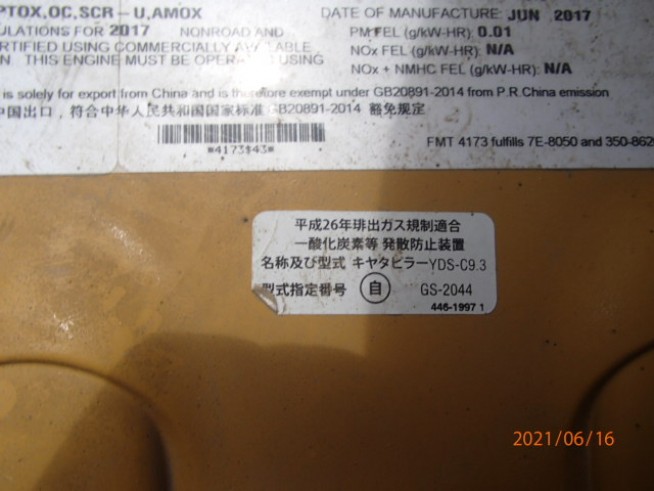 PTOX,OC,SCR-U,AMOX
DATE OF MANUFACTURE: JUN 2017
ULATIONS FOR 2017 NONROAD AND
PM FEL (g/kW-HR): 0.01
ERTIFIED USING COMMERCIALLY AVAILABLE
NOx FEL (g/kW-HR): N/A
N. THIS ENGINE MUST BE OPERATED USING
NOx + NMHC FEL (g/kW-HR): N/A
is solely for export from China and is therefore exempt under GB20891-2014 from P.R.China emission
中国出口，符合中华人民共和国国家标准 GB20891-2014 豁免规定
*4173143*
FMT 4173 fulfills 7E-8050 and 350-862
平成26年排出ガス規制適合
一酸化炭素等 発散防止装置
名称及び型式 キヤタピラーYDS-C9.3
型式指定番号 自 GS-2044
446-1997 1
2021/06/16